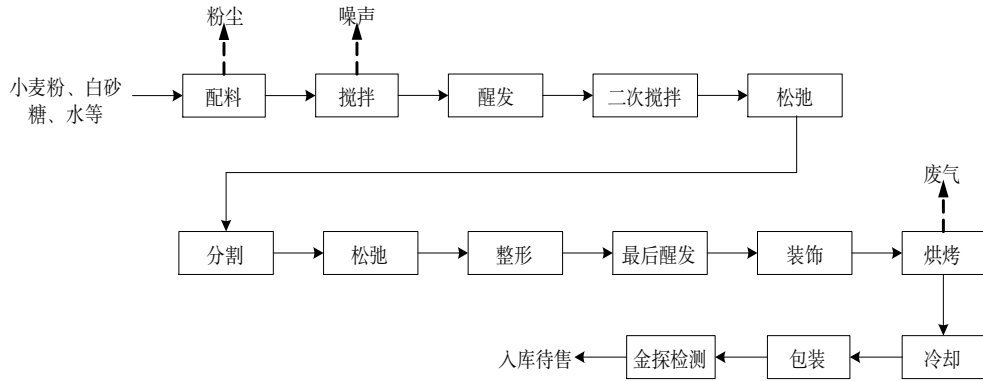 粉尘
噪声
小麦粉、白砂
糖、水等
配料
搅拌
醒发
二次搅拌
松弛
废气
分割
松弛
整形
最后醒发
装饰
烘烤
入库待售
金探检测
包装
冷却